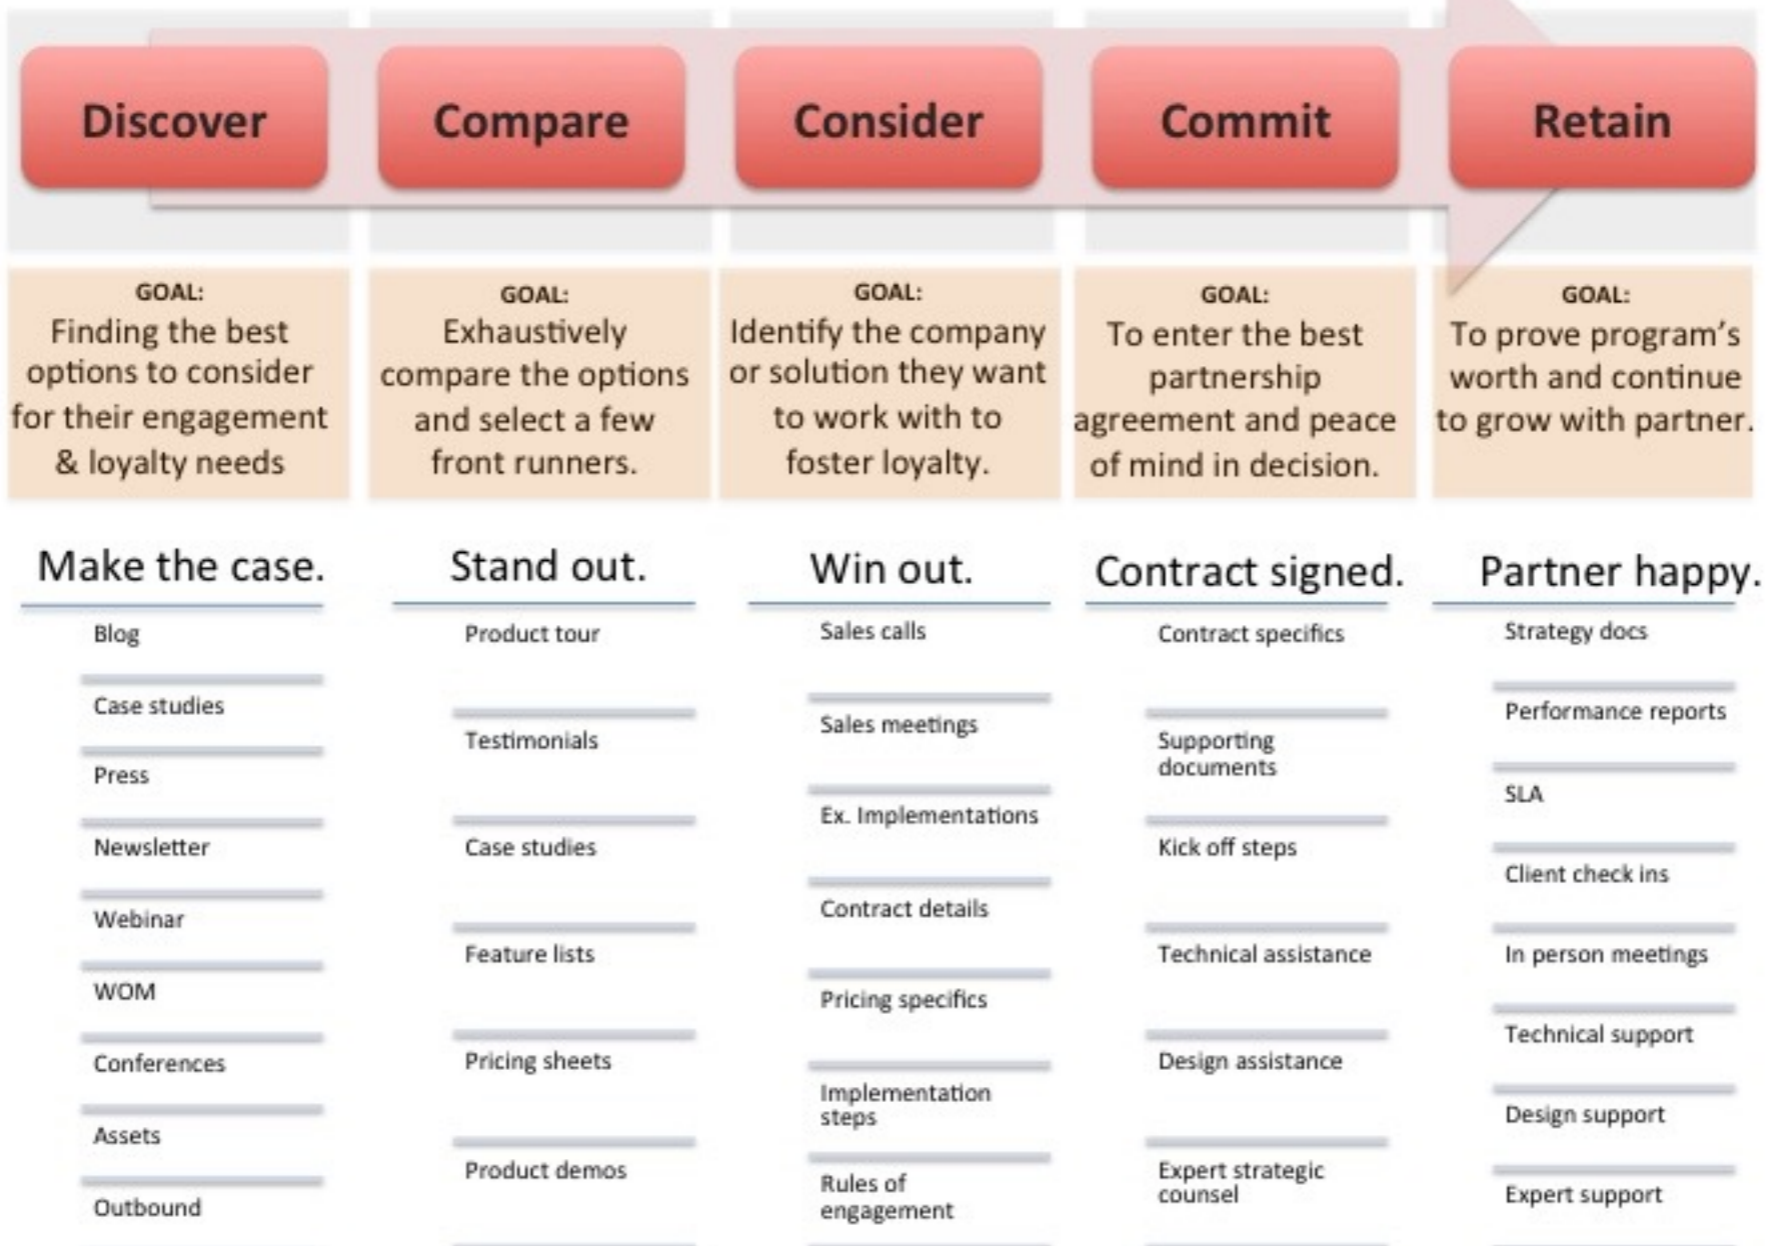 Discover
Compare
Consider
Commit
Retain
GOAL:
Finding the best
options to consider
for their engagement
& loyalty needs
GOAL:
Exhaustively
compare the options
and select a few
front runners.
GOAL:
Identify the company
or solution they want
to work with to
foster loyalty.
GOAL:
To enter the best
partnership
agreement and peace
of mind in decision.
GOAL:
To prove program's
worth and continue
to grow with partner.
Make the case.
Blog
Case studies
Press
Newsletter
Webinar
WOM
Conferences
Assets
Outbound
Stand out.
Product tour
Testimonials
Case studies
Feature lists
Pricing sheets
Product demos
Win out.
Sales calls
Sales meetings
Ex. Implementations
Contract details
Pricing specifics
Implementation
steps
Rules of
engagement
Contract signed.
Contract specifics
Supporting
documents
Kick off steps
Technical assistance
Design assistance
Expert strategic
counsel
Partner happy.
Strategy docs
Performance reports
SLA
Client check ins
In person meetings
Technical support
Design support
Expert support